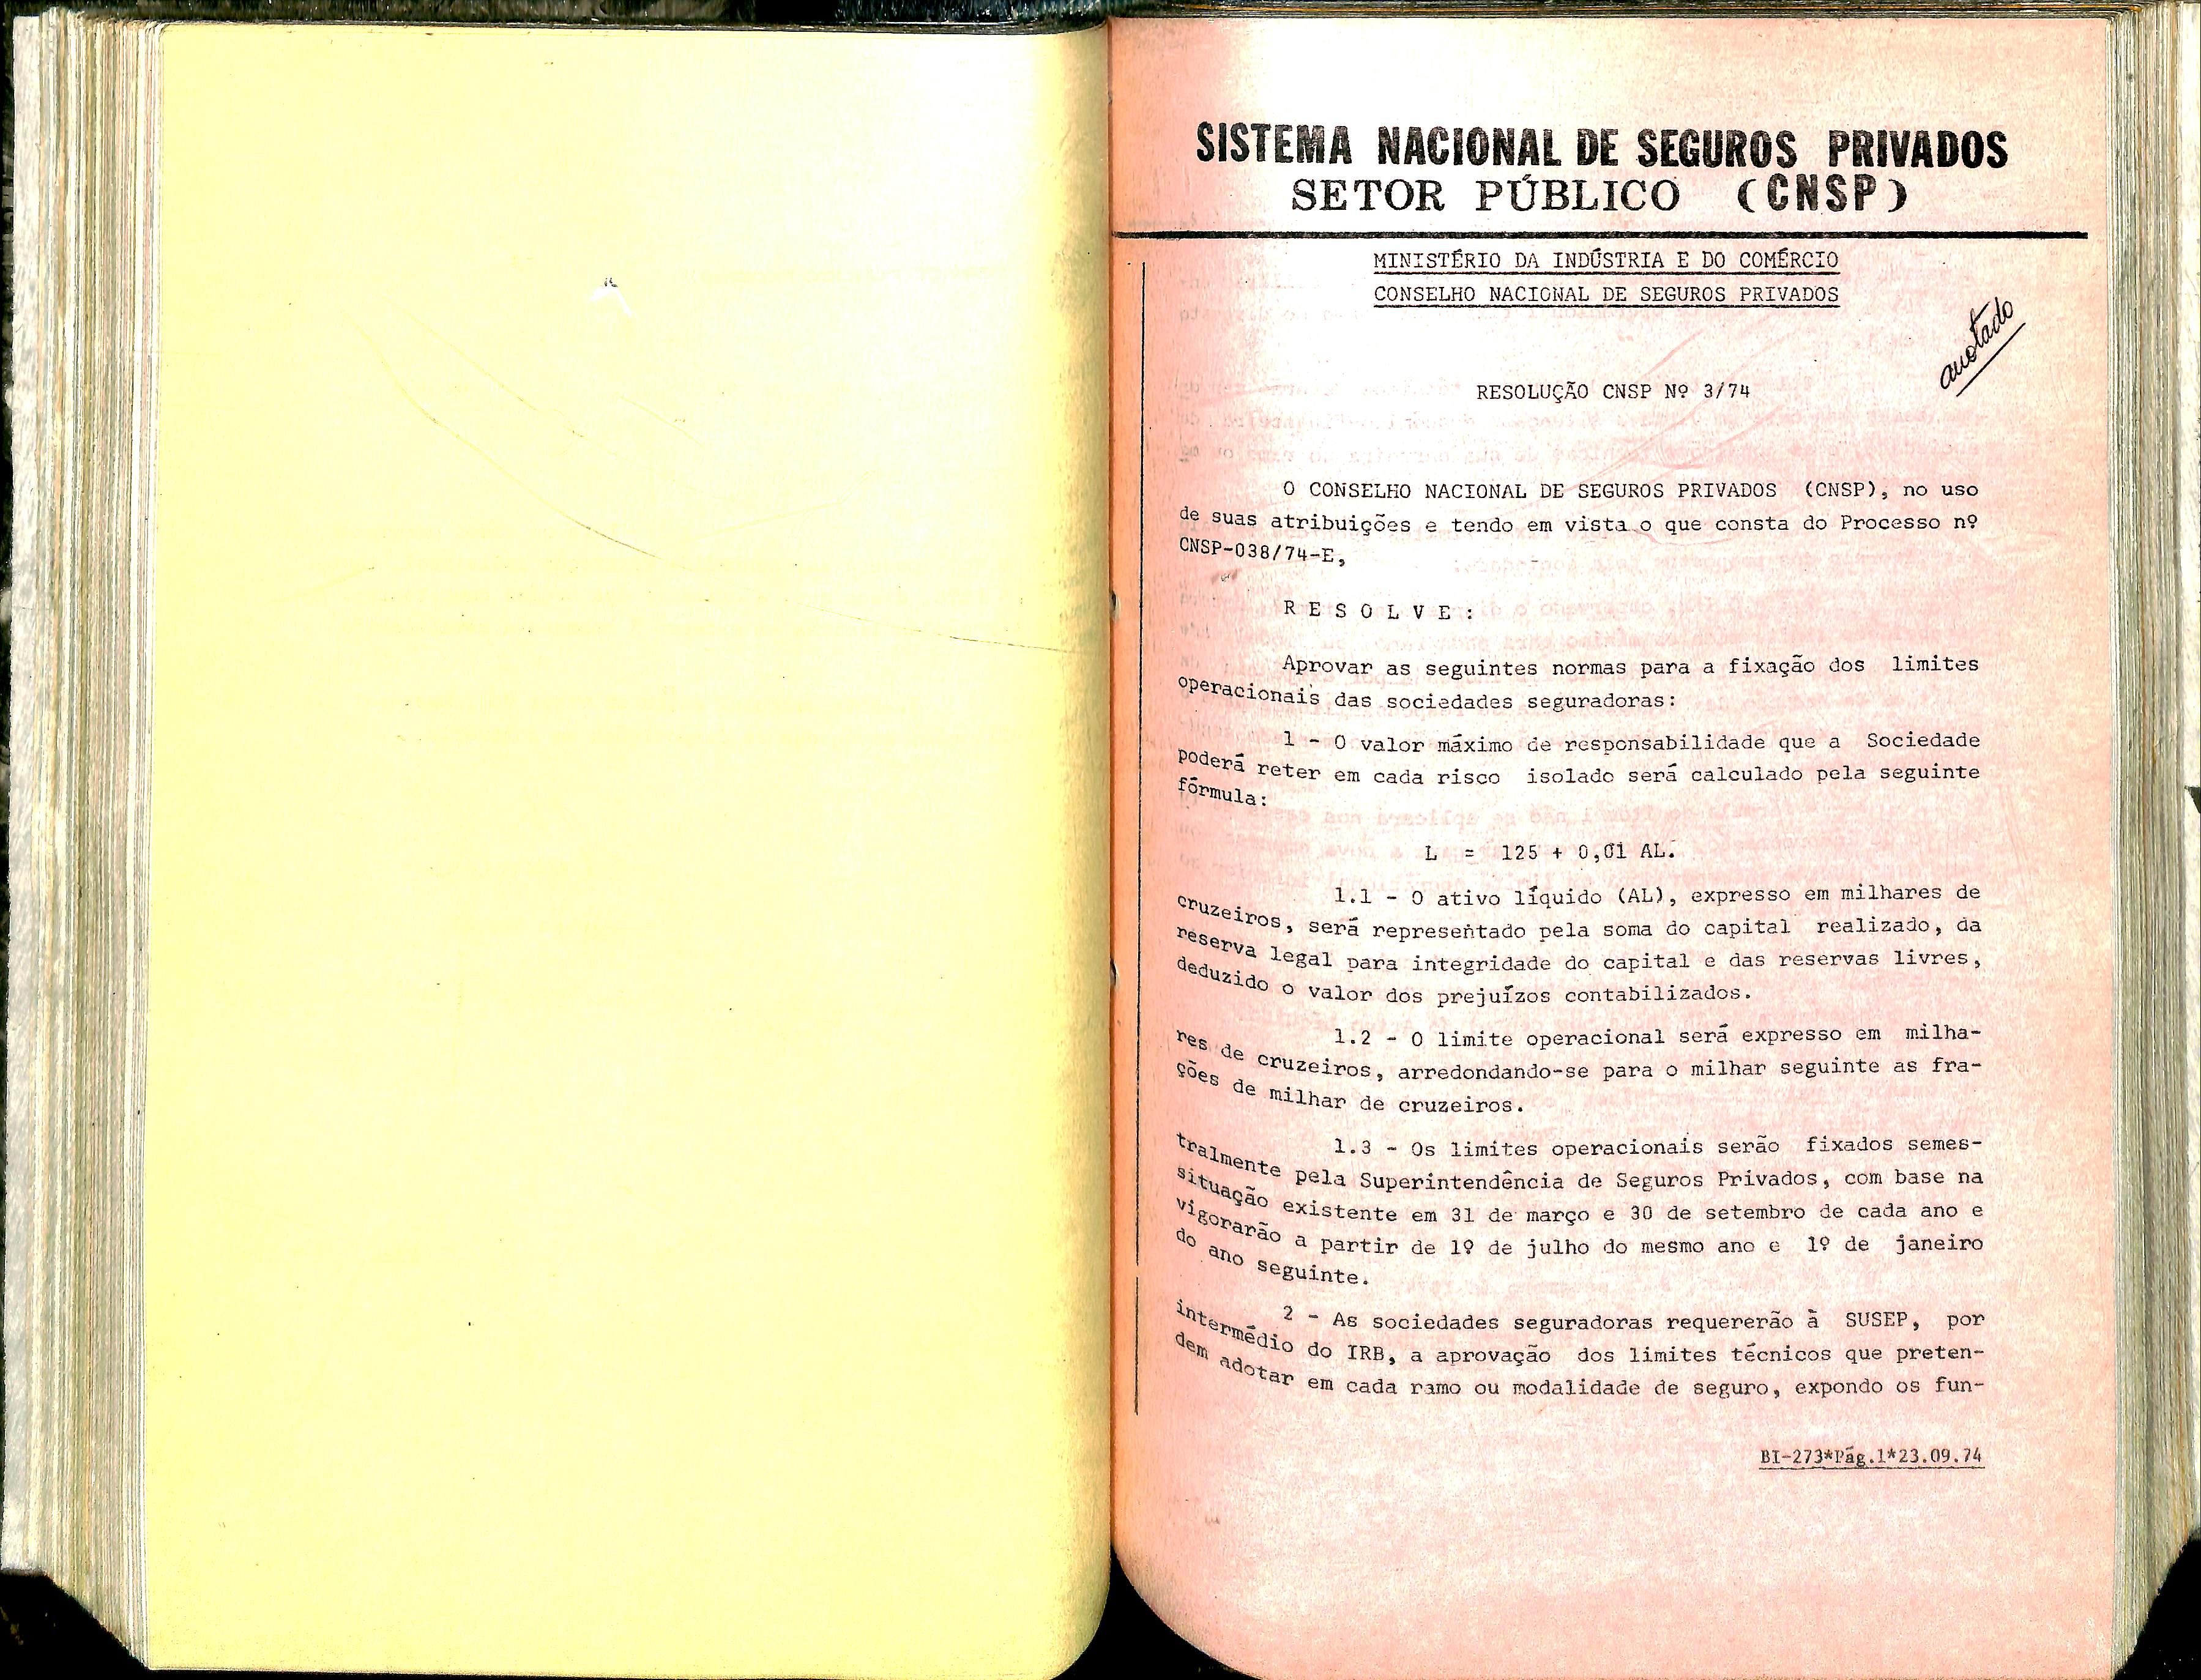 SISTEMA NACIONAL DE SEGUROS PRIVADOS
SETOR PÚBLICO (CNSP)
MINISTÉRIO DA INDÚSTRIA E DO COMÉRCIO
CONSELHO NACIONAL DE SEGUROS PRIVADOS
anotado
RESOLUÇÃO CNSP Nº 3/74
O CONSELHO NACIONAL DE SEGUROS PRIVADOS (CNSP), no uso
de suas atribuições e tendo em vista o que consta do Processo nº
CNSP-038/74-E,
R E S O L V E :
Aprovar as seguintes normas para a fixação dos limites
operacionais das sociedades seguradoras:
1 - O valor máximo de responsabilidade que a Sociedade
poderá reter em cada risco isolado será calculado pela seguinte
fórmula:
L = 125 + 0,01 AL.
1.1 - O ativo líquido (AL), expresso em milhares de
cruzeiros, será representado pela soma do capital realizado, da
reserva legal para integridade do capital e das reservas livres,
deduzido o valor dos prejuízos contabilizados.
1.2 - O limite operacional será expresso em milha-
res de cruzeiros, arredondando-se para o milhar seguinte as fra-
ções de milhar de cruzeiros.
1.3 - Os limites operacionais serão fixados semes-
tralmente pela Superintendência de Seguros Privados, com base na
situação existente em 31 de março e 30 de setembro de cada ano e
vigorarão a partir de 1º de julho do mesmo ano e 1º de janeiro
do ano seguinte.
2 - As sociedades seguradoras requererão à SUSEP, por
intermédio do IRB, a aprovação dos limites técnicos que preten-
dem adotar em cada ramo ou modalidade de seguro, expondo os fun-
BI-273*Pág.1*23.09.74